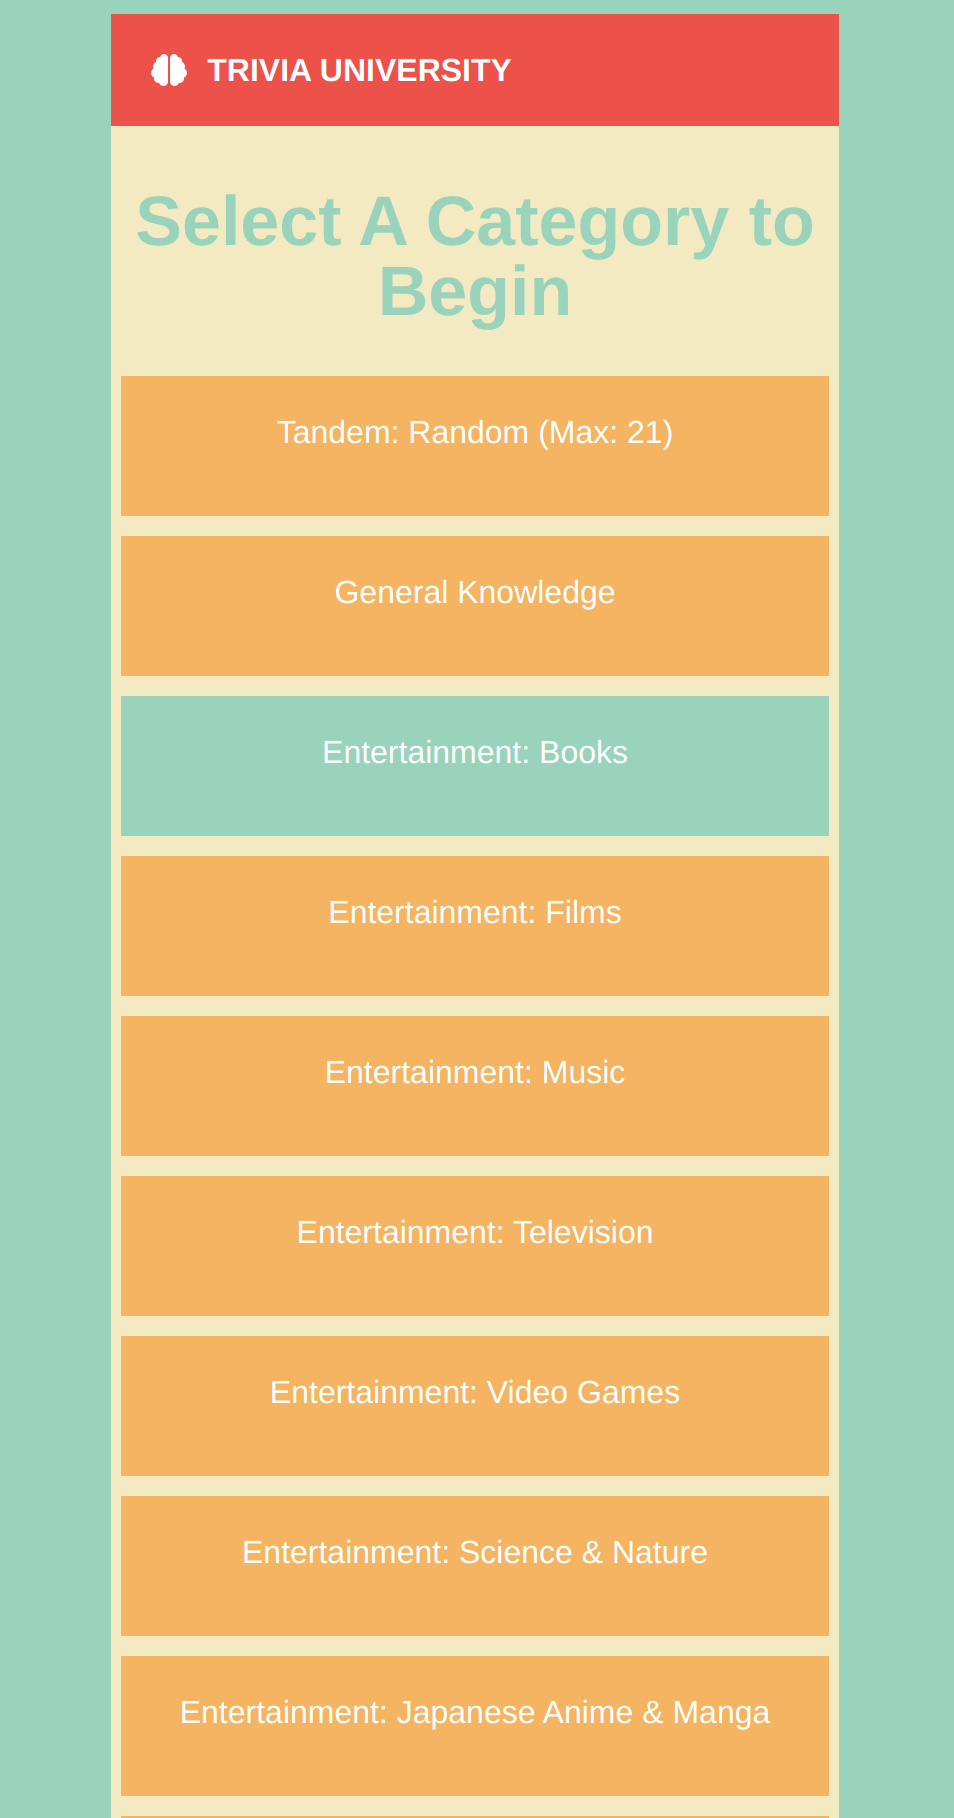 TRIVIA UNIVERSITY
Select A Category to
Begin
Tandem: Random (Max: 21)
General Knowledge
Entertainment: Books
Entertainment: Films
Entertainment: Music
Entertainment: Television
Entertainment: Video Games
Entertainment: Science & Nature
Entertainment: Japanese Anime & Manga